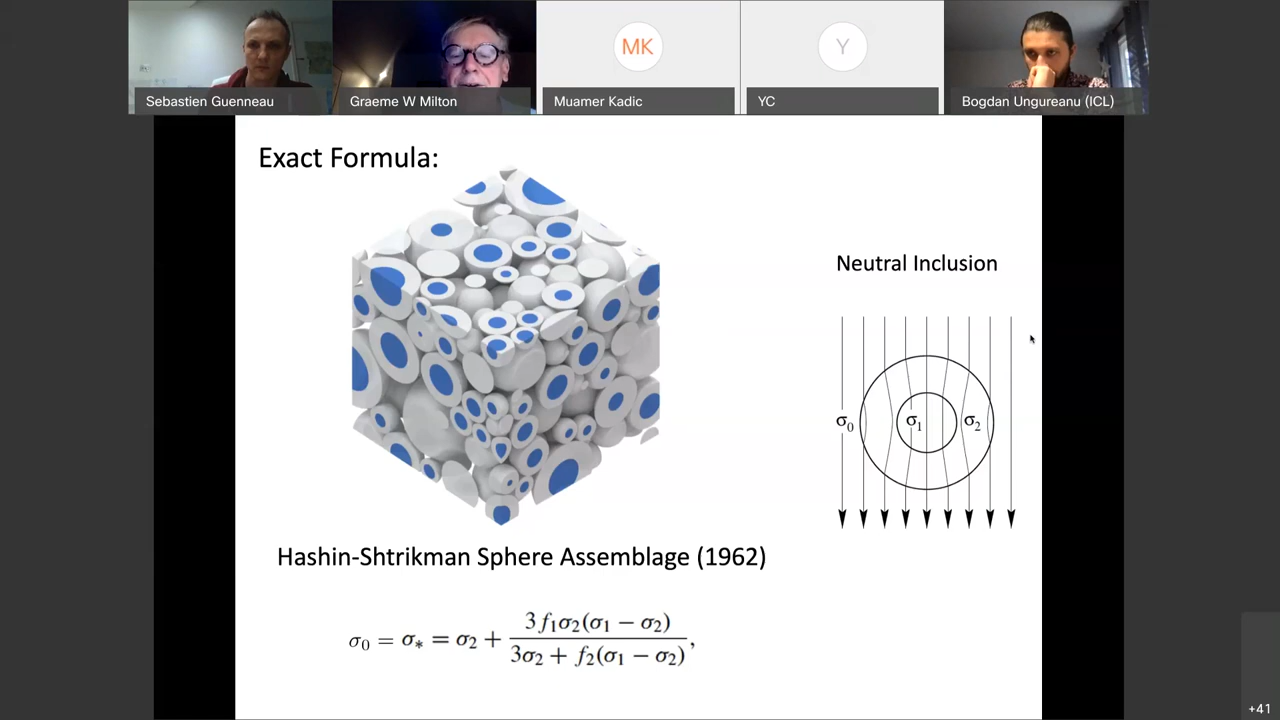 MK
Y
Sebastien Guenneau
Graeme W Milton
Muamer Kadic
YC
Bogdan Ungureanu (ICL)
Exact Formula:
Neutral Inclusion
σ₀ σ₁ σ₂
Hashin-Shtrikman Sphere Assemblage (1962)
σ₀ = σ* = σ₂ + 3f₁σ₂(σ₁ − σ₂) / 3σ₂ + f₂(σ₁ − σ₂),
+41